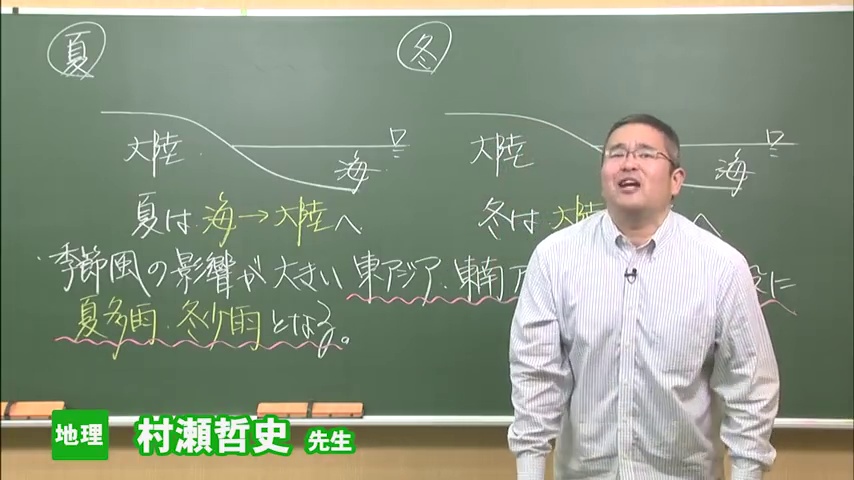 夏
冬
大陸
海
大陸
海
夏は海→大陸へ
冬は大陸
へ
季節風の影響が大きい東アジア・東南ア
に
夏多雨・冬少雨となる。
地理
村瀬哲史 先生